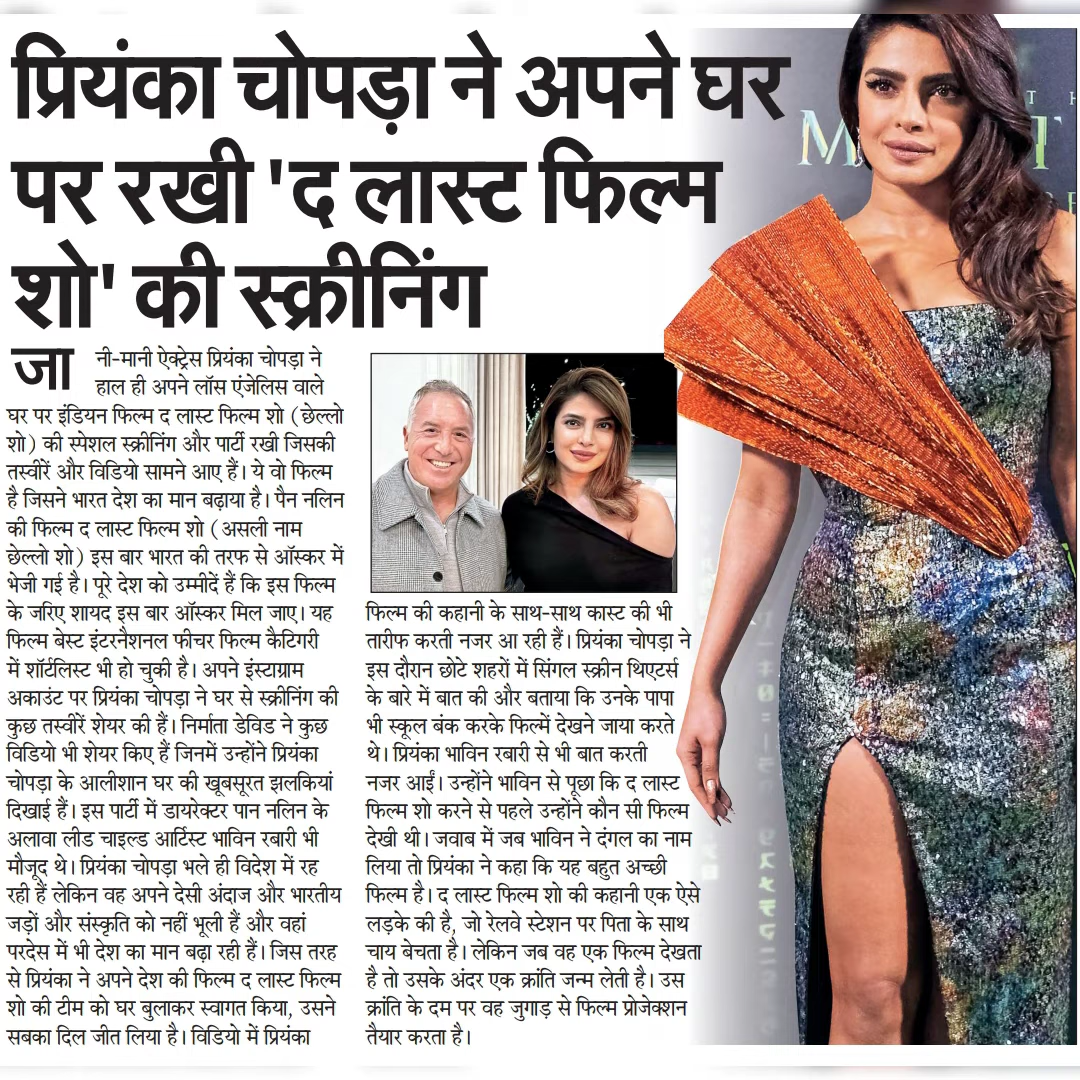 प्रियंका चोपड़ा ने अपने घर
पर रखी 'द लास्ट फिल्म
शो' की स्क्रीनिंग
जानी-मानी ऐक्ट्रेस प्रियंका चोपड़ा ने
हाल ही अपने लॉस एंजेलिस वाले
घर पर इंडियन फिल्म द लास्ट फिल्म शो (छेल्लो
शो) की स्पेशल स्क्रीनिंग और पार्टी रखी जिसकी
तस्वीरें और विडियो सामने आए हैं। ये वो फिल्म
है जिसने भारत देश का मान बढ़ाया है। पैन नलिन
की फिल्म द लास्ट फिल्म शो (असली नाम
छेल्लो शो) इस बार भारत की तरफ से ऑस्कर में
भेजी गई है। पूरे देश को उम्मीदें हैं कि इस फिल्म
के जरिए शायद इस बार ऑस्कर मिल जाए। यह
फिल्म बेस्ट इंटरनैशनल फीचर फिल्म कैटिगरी
में शॉर्टलिस्ट भी हो चुकी है। अपने इंस्टाग्राम
अकाउंट पर प्रियंका चोपड़ा ने घर से स्क्रीनिंग की
कुछ तस्वीरें शेयर की हैं। निर्माता डेविड ने कुछ
विडियो भी शेयर किए हैं जिनमें उन्होंने प्रियंका
चोपड़ा के आलीशान घर की खूबसूरत झलकियां
दिखाई हैं। इस पार्टी में डायरेक्टर पान नलिन के
अलावा लीड चाइल्ड आर्टिस्ट भाविन रबारी भी
मौजूद थे। प्रियंका चोपड़ा भले ही विदेश में रह
रही हैं लेकिन वह अपने देसी अंदाज और भारतीय
जड़ों और संस्कृति को नहीं भूली हैं और वहां
परदेस में भी देश का मान बढ़ा रही हैं। जिस तरह
से प्रियंका ने अपने देश की फिल्म द लास्ट फिल्म
शो की टीम को घर बुलाकर स्वागत किया, उसने
सबका दिल जीत लिया है। विडियो में प्रियंका
फिल्म की कहानी के साथ-साथ कास्ट की भी
तारीफ करती नजर आ रही हैं। प्रियंका चोपड़ा ने
इस दौरान छोटे शहरों में सिंगल स्क्रीन थिएटर्स
के बारे में बात की और बताया कि उनके पापा
भी स्कूल बंक करके फिल्में देखने जाया करते
थे। प्रियंका भाविन रबारी से भी बात करती
नजर आईं। उन्होंने भाविन से पूछा कि द लास्ट
फिल्म शो करने से पहले उन्होंने कौन सी फिल्म
देखी थी। जवाब में जब भाविन ने दंगल का नाम
लिया तो प्रियंका ने कहा कि यह बहुत अच्छी
फिल्म है। द लास्ट फिल्म शो की कहानी एक ऐसे
लड़के की है, जो रेलवे स्टेशन पर पिता के साथ
चाय बेचता है। लेकिन जब वह एक फिल्म देखता
है तो उसके अंदर एक क्रांति जन्म लेती है। उस
क्रांति के दम पर वह जुगाड़ से फिल्म प्रोजेक्शन
तैयार करता है।